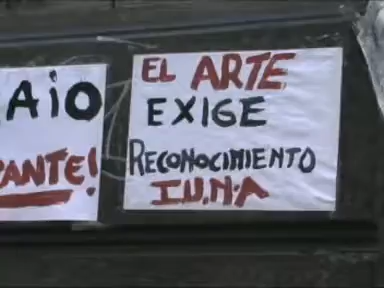 AIO
ANTE!
EL ARTE
EXIGE
RECONOCIMIENTO
I.U.N.A